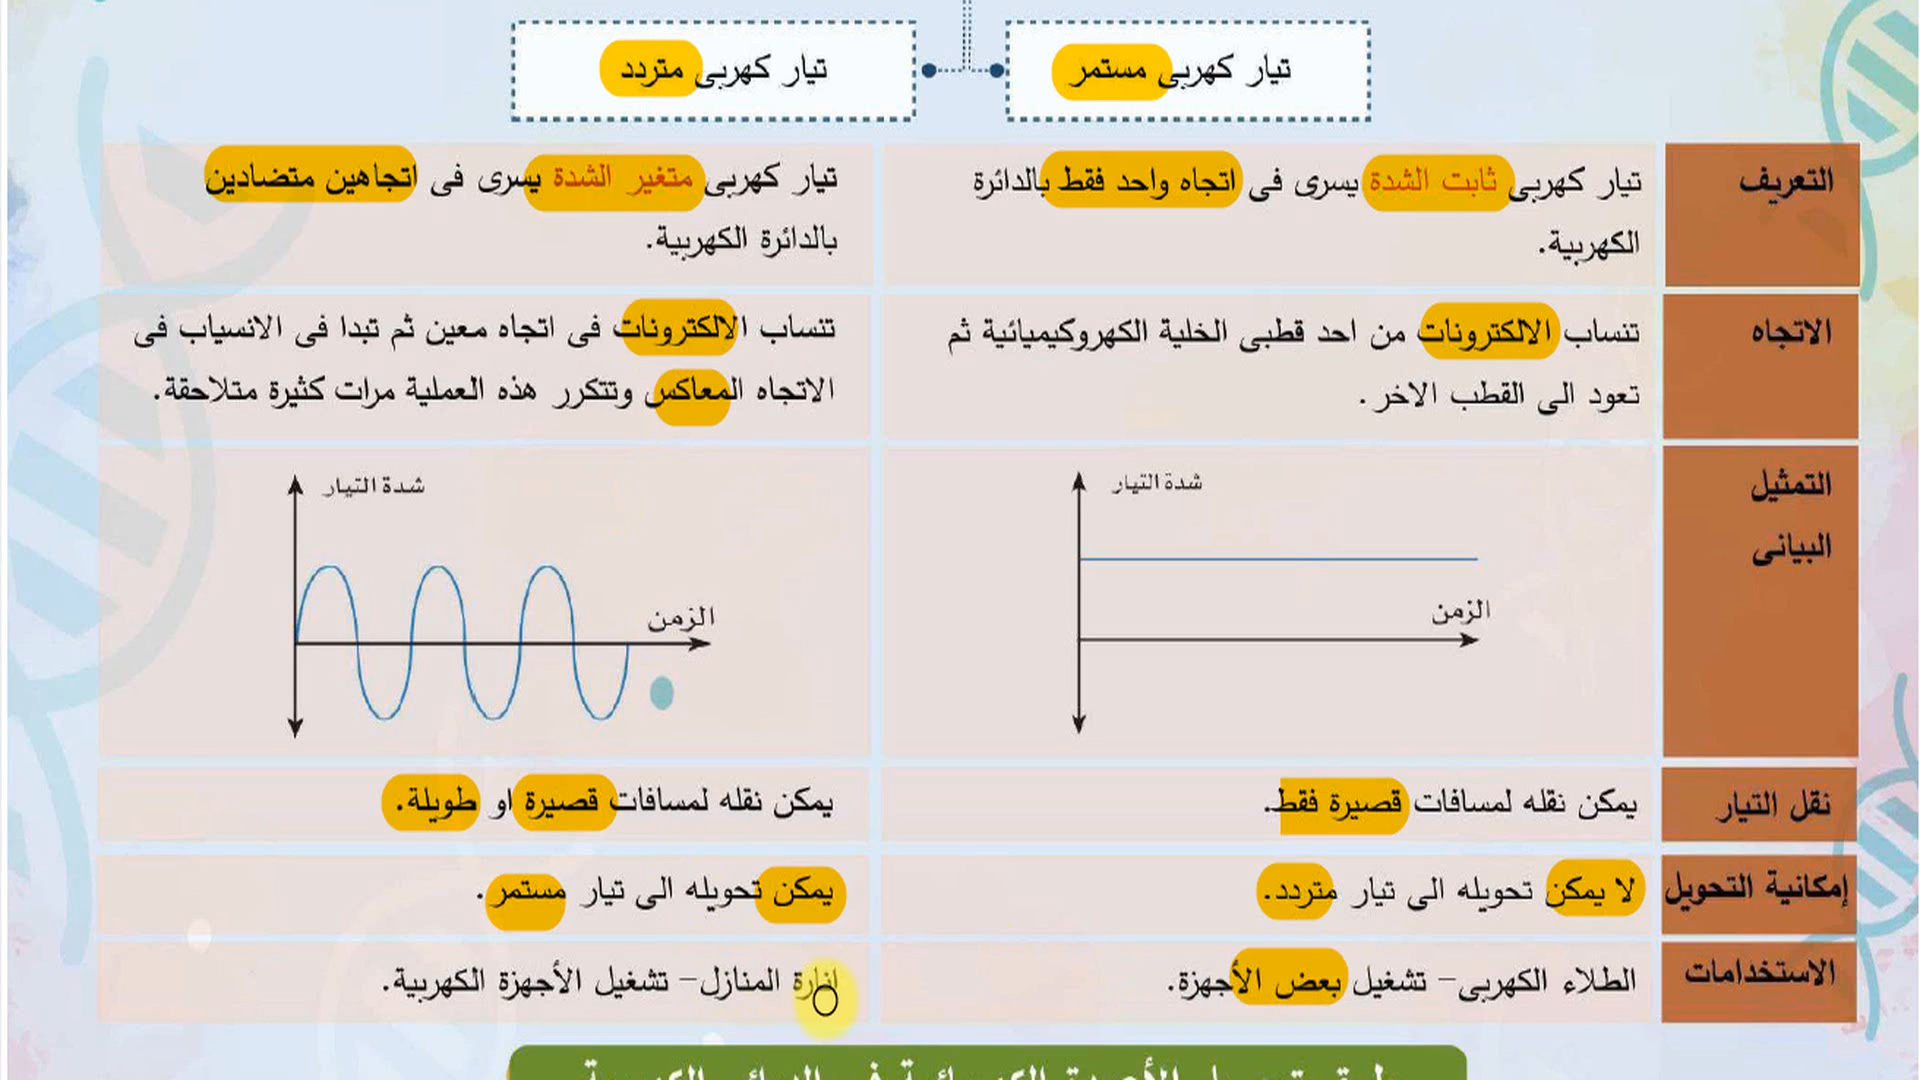 تيار كهربى مستمر
تيار كهربى متردد
التعريف
تيار كهربى ثابت الشدة يسرى فى اتجاه واحد فقط بالدائرة
الكهربية.
تيار كهربى متغير الشدة يسرى فى اتجاهين متضادين
بالدائرة الكهربية.
الاتجاه
تنساب الالكترونات من احد قطبى الخلية الكهروكيميائية ثم
تعود الى القطب الاخر .
تنساب الالكترونات فى اتجاه معين ثم تبدا فى الانسياب فى
الاتجاه المعاكس وتتكرر هذه العملية مرات كثيرة متلاحقة.
التمثيل
البيانى
شدة التيار
الزمن
شدة التيار
الزمن
نقل التيار
يمكن نقله لمسافات قصيرة فقط.
يمكن نقله لمسافات قصيرة او طويلة.
إمكانية التحويل
لا يمكن تحويله الى تيار متردد.
يمكن تحويله الى تيار مستمر .
الاستخدامات
الطلاء الكهربى – تشغيل بعض الأجهزة.
انارة المنازل – تشغيل الأجهزة الكهربية.